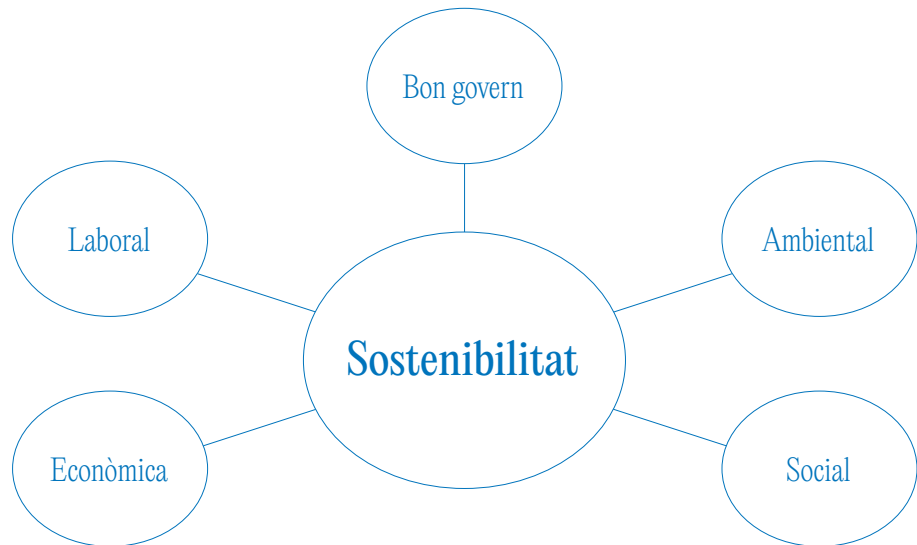 Bon govern
Laboral
Ambiental
Sostenibilitat
Econòmica
Social